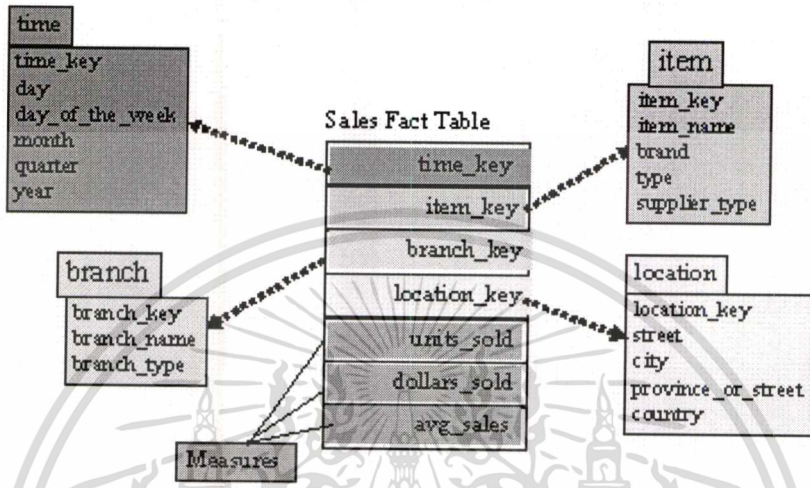 time
time_key
day
day_of_the_week
month
quarter
year
Sales Fact Table
time_key
item_key
branch_key
location_key
units_sold
dollars_sold
avg_sales
Measures
item
item_key
item_name
brand
type
supplier_type
branch
branch_key
branch_name
branch_type
location
location_key
street
city
province_or_street
country